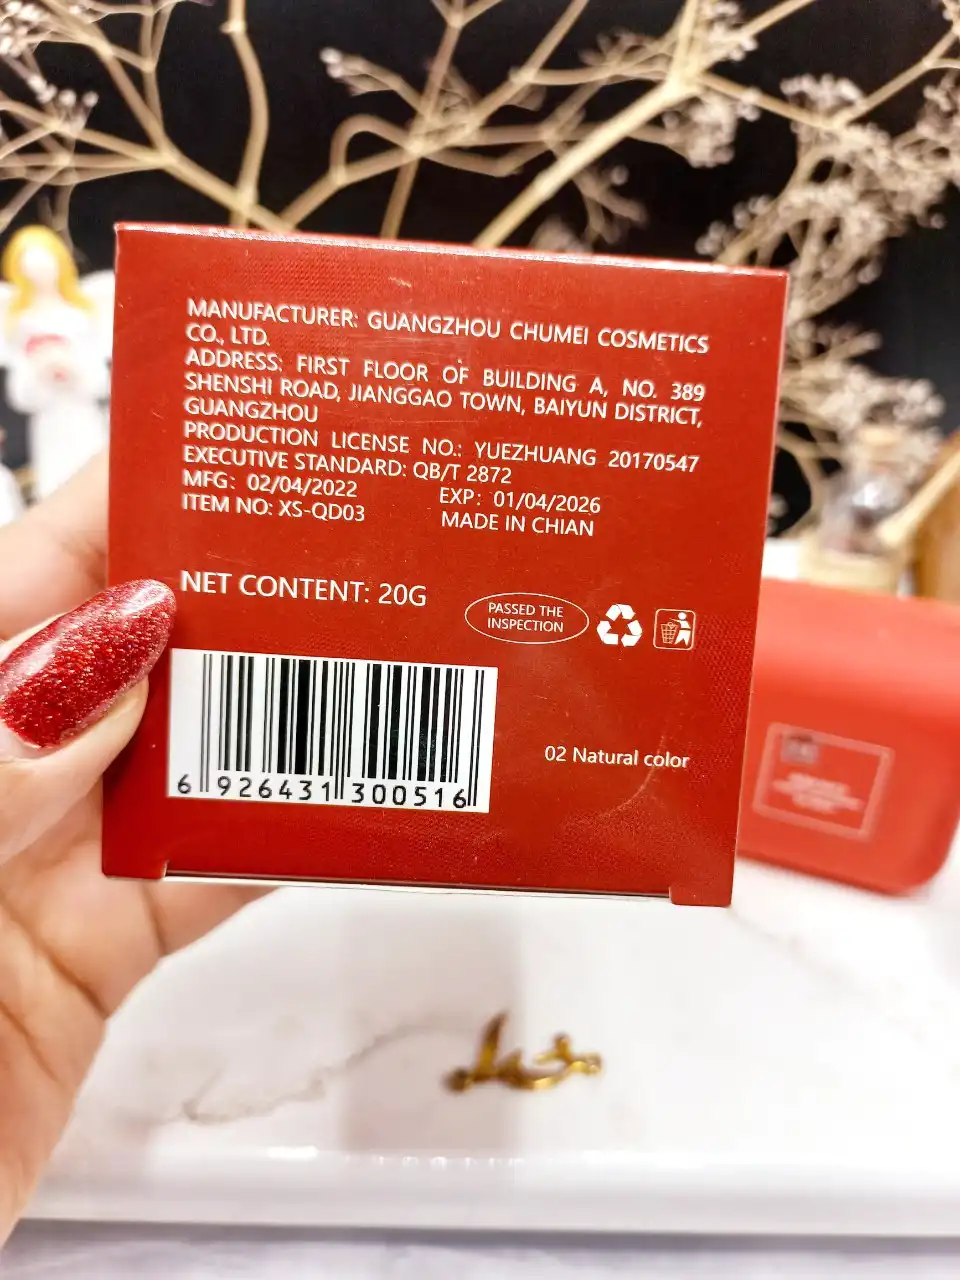 MANUFACTURER: GUANGZHOU CHUMEI COSMETICS
CO., LTD.
ADDRESS: FIRST FLOOR OF BUILDING A, NO. 389
SHENSHI ROAD, JIANGGAO TOWN, BAIYUN DISTRICT,
GUANGZHOU
PRODUCTION LICENSE NO.: YUEZHUANG 20170547
EXECUTIVE STANDARD: QB/T 2872
MFG: 02/04/2022 EXP: 01/04/2026
ITEM NO: XS-QD03 MADE IN CHIAN
NET CONTENT: 20G
PASSED THE
INSPECTION
6 926431 300516
02 Natural color